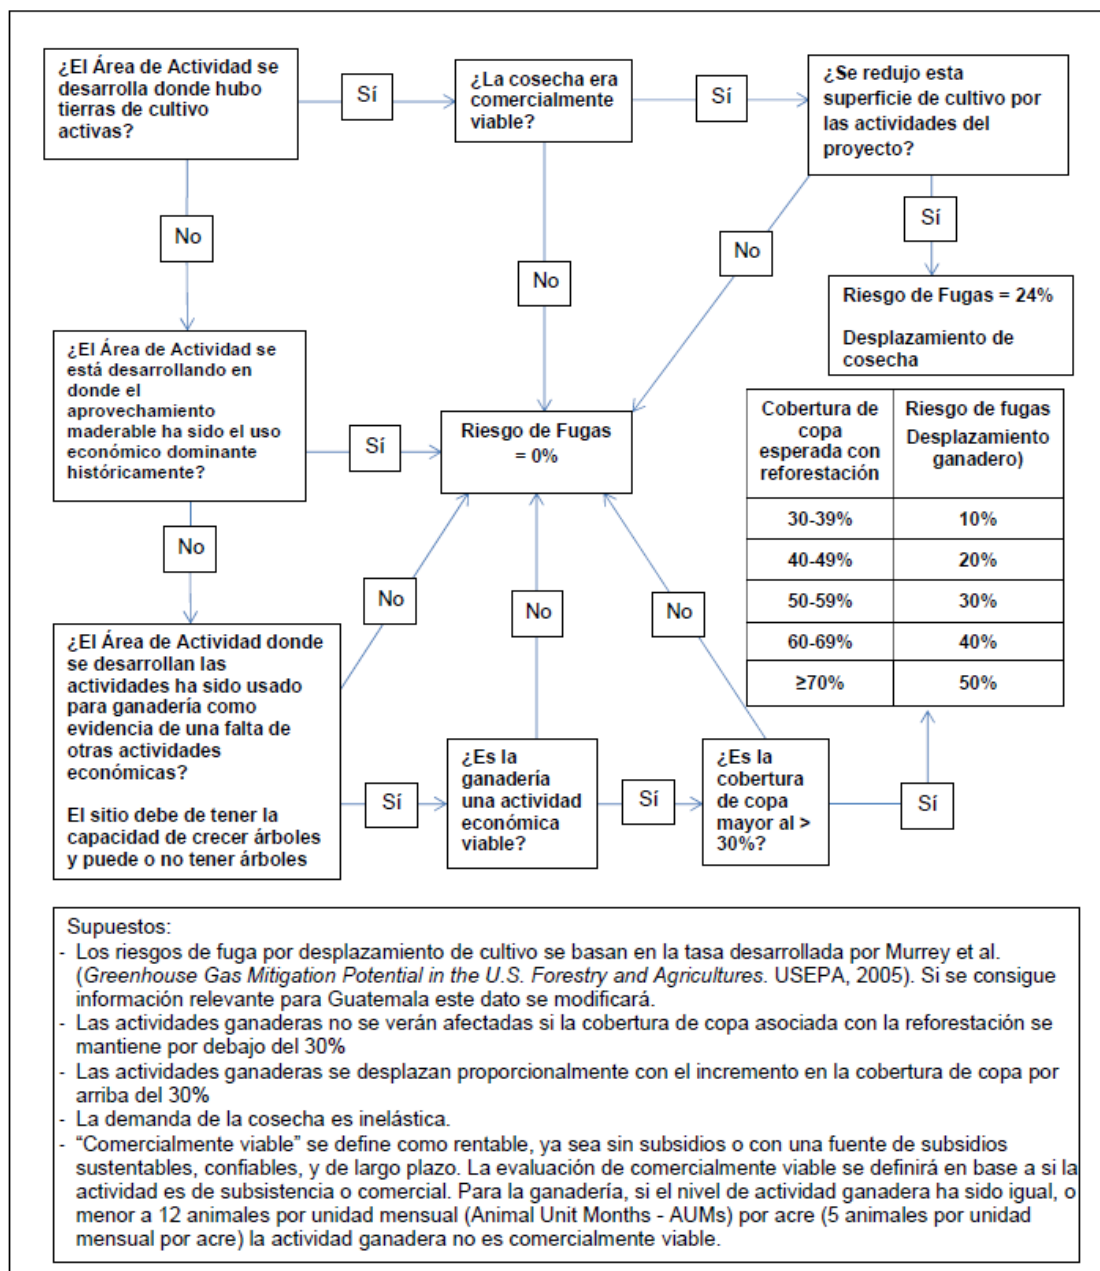 ¿El Área de Actividad se
desarrolla donde hubo
tierras de cultivo
activas?
Sí
¿La cosecha era
comercialmente
viable?
Sí
¿Se redujo esta
superficie de cultivo por
las actividades del
proyecto?
No
No
No
Sí
Riesgo de Fugas = 24%
Desplazamiento de
cosecha
¿El Área de Actividad se
está desarrollando en
donde el
aprovechamiento
maderable ha sido el uso
económico dominante
históricamente?
Sí
Riesgo de Fugas
= 0%
Cobertura de
copa
esperada con
reforestación
Riesgo de fugas
Desplazamiento
ganadero)
30-39%
10%
40-49%
20%
50-59%
30%
60-69%
40%
≥70%
50%
No
No
No
No
¿El Área de Actividad donde
se desarrollan las
actividades ha sido usado
para ganadería como
evidencia de una falta de
otras actividades
económicas?
El sitio debe de tener la
capacidad de crecer árboles
y puede o no tener árboles
Sí
¿Es la
ganadería
una actividad
económica
viable?
Sí
¿Es la
cobertura
de copa
mayor al >
30%?
Sí
Supuestos:
- Los riesgos de fuga por desplazamiento de cultivo se basan en la tasa desarrollada por Murrey et al.
(Greenhouse Gas Mitigation Potential in the U.S. Forestry and Agricultures. USEPA, 2005). Si se consigue
información relevante para Guatemala este dato se modificará.
- Las actividades ganaderas no se verán afectadas si la cobertura de copa asociada con la reforestación se
mantiene por debajo del 30%
- Las actividades ganaderas se desplazan proporcionalmente con el incremento en la cobertura de copa por
arriba del 30%
- La demanda de la cosecha es inelástica.
- “Comercialmente viable” se define como rentable, ya sea sin subsidios o con una fuente de subsidios
sustentables, confiables, y de largo plazo. La evaluación de comercialmente viable se definirá en base a si la
actividad es de subsistencia o comercial. Para la ganadería, si el nivel de actividad ganadera ha sido igual, o
menor a 12 animales por unidad mensual (Animal Unit Months - AUMs) por acre (5 animales por unidad
mensual por acre) la actividad ganadera no es comercialmente viable.